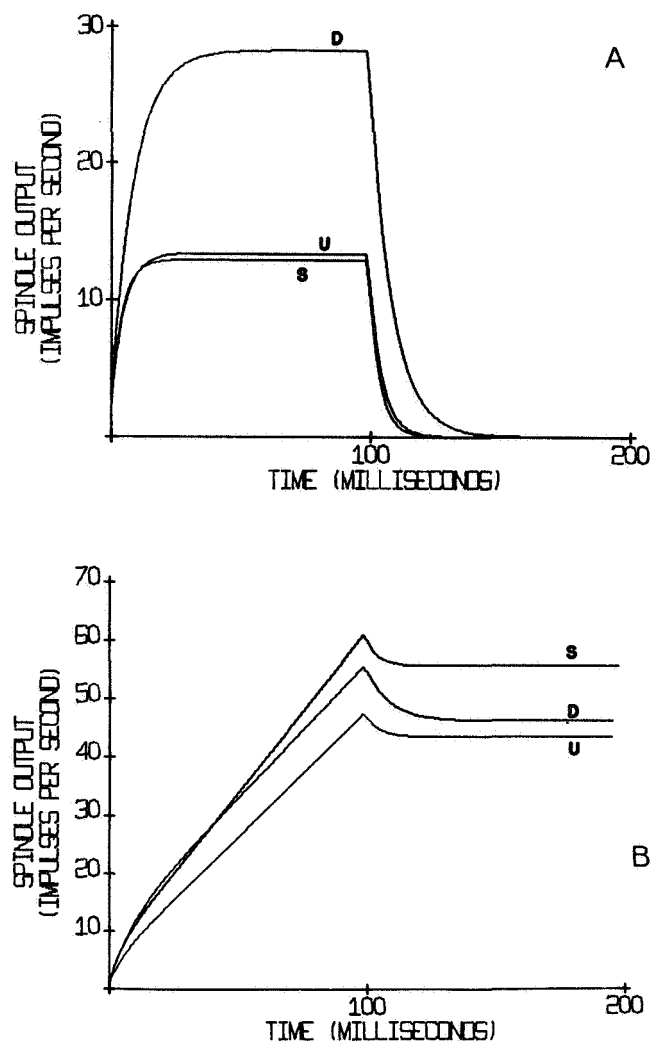 30
D
A
20
SPINDLE OUTPUT
(IMPULSES PER SECOND)
U
S
10
100
200
TIME (MILLISECONDS)
70
60
S
50
D
40
U
30
SPINDLE OUTPUT
(IMPULSES PER SECOND)
20
B
10
100
200
TIME (MILLISECONDS)